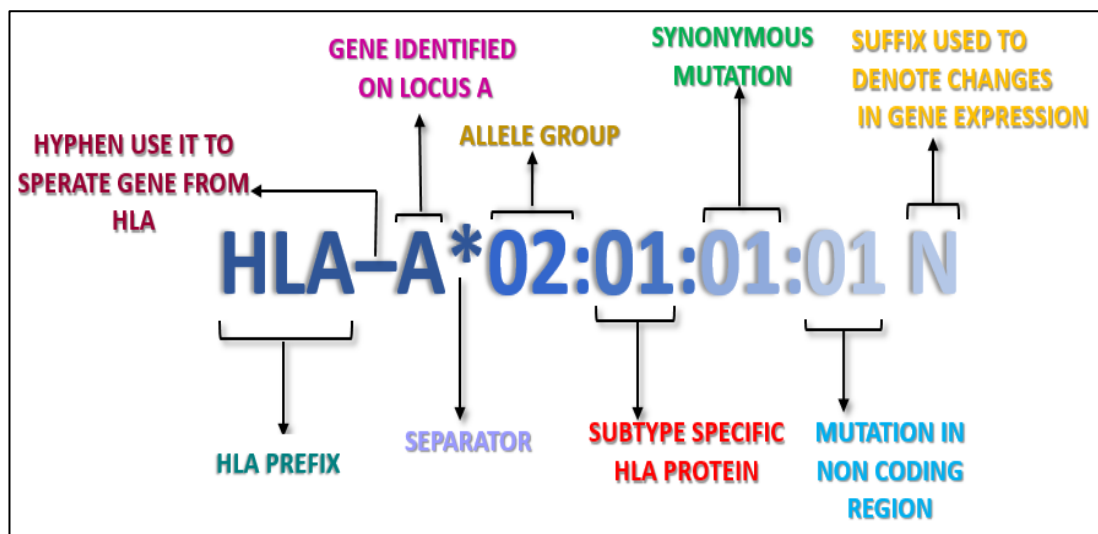 GENE IDENTIFIED
ON LOCUS A
SYNONYMOUS
MUTATION
SUFFIX USED TO
DENOTE CHANGES
IN GENE EXPRESSION
HYPHEN USE IT TO
SPERATE GENE FROM
HLA
ALLELE GROUP
HLA–A*02:01:01:01 N
HLA PREFIX
SEPARATOR
SUBTYPE SPECIFIC
HLA PROTEIN
MUTATION IN
NON CODING
REGION